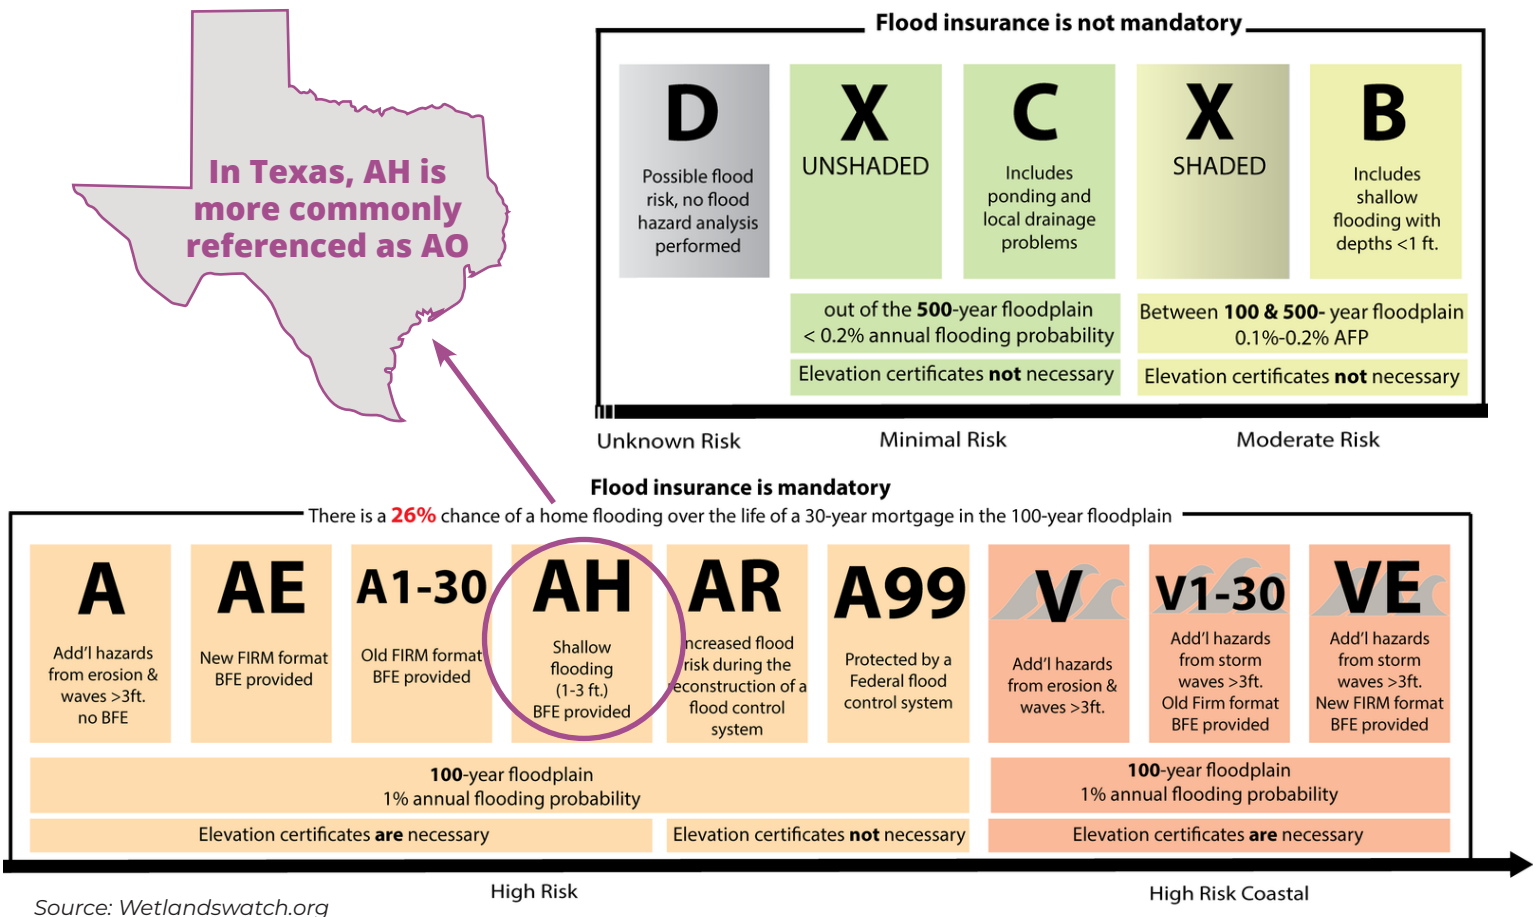 In Texas, AH is
more commonly
referenced as AO
Flood insurance is not mandatory
D
Possible flood
risk, no flood
hazard analysis
performed
X
UNSHADED
C
Includes
ponding and
local drainage
problems
X
SHADED
B
Includes
shallow
flooding with
depths <1 ft.
out of the 500-year floodplain
< 0.2% annual flooding probability
Elevation certificates not necessary
Between 100 & 500- year floodplain
0.1%-0.2% AFP
Elevation certificates not necessary
Unknown Risk
Minimal Risk
Moderate Risk
Flood insurance is mandatory
There is a 26% chance of a home flooding over the life of a 30-year mortgage in the 100-year floodplain
A
Add’l hazards
from erosion &
waves >3ft.
no BFE
AE
New FIRM format
BFE provided
A1-30
Old FIRM format
BFE provided
AH
Shallow
flooding
(1-3 ft.)
BFE provided
AR
Increased flood
risk during the
reconstruction of a
flood control
system
A99
Protected by a
Federal flood
control system
V
Add’l hazards
from erosion &
waves >3ft.
V1-30
Add’l hazards
from storm
waves >3ft.
Old Firm format
BFE provided
VE
Add’l hazards
from storm
waves >3ft.
New FIRM format
BFE provided
100-year floodplain
1% annual flooding probability
100-year floodplain
1% annual flooding probability
Elevation certificates are necessary
Elevation certificates not necessary
Elevation certificates are necessary
High Risk
High Risk Coastal
Source: Wetlandswatch.org